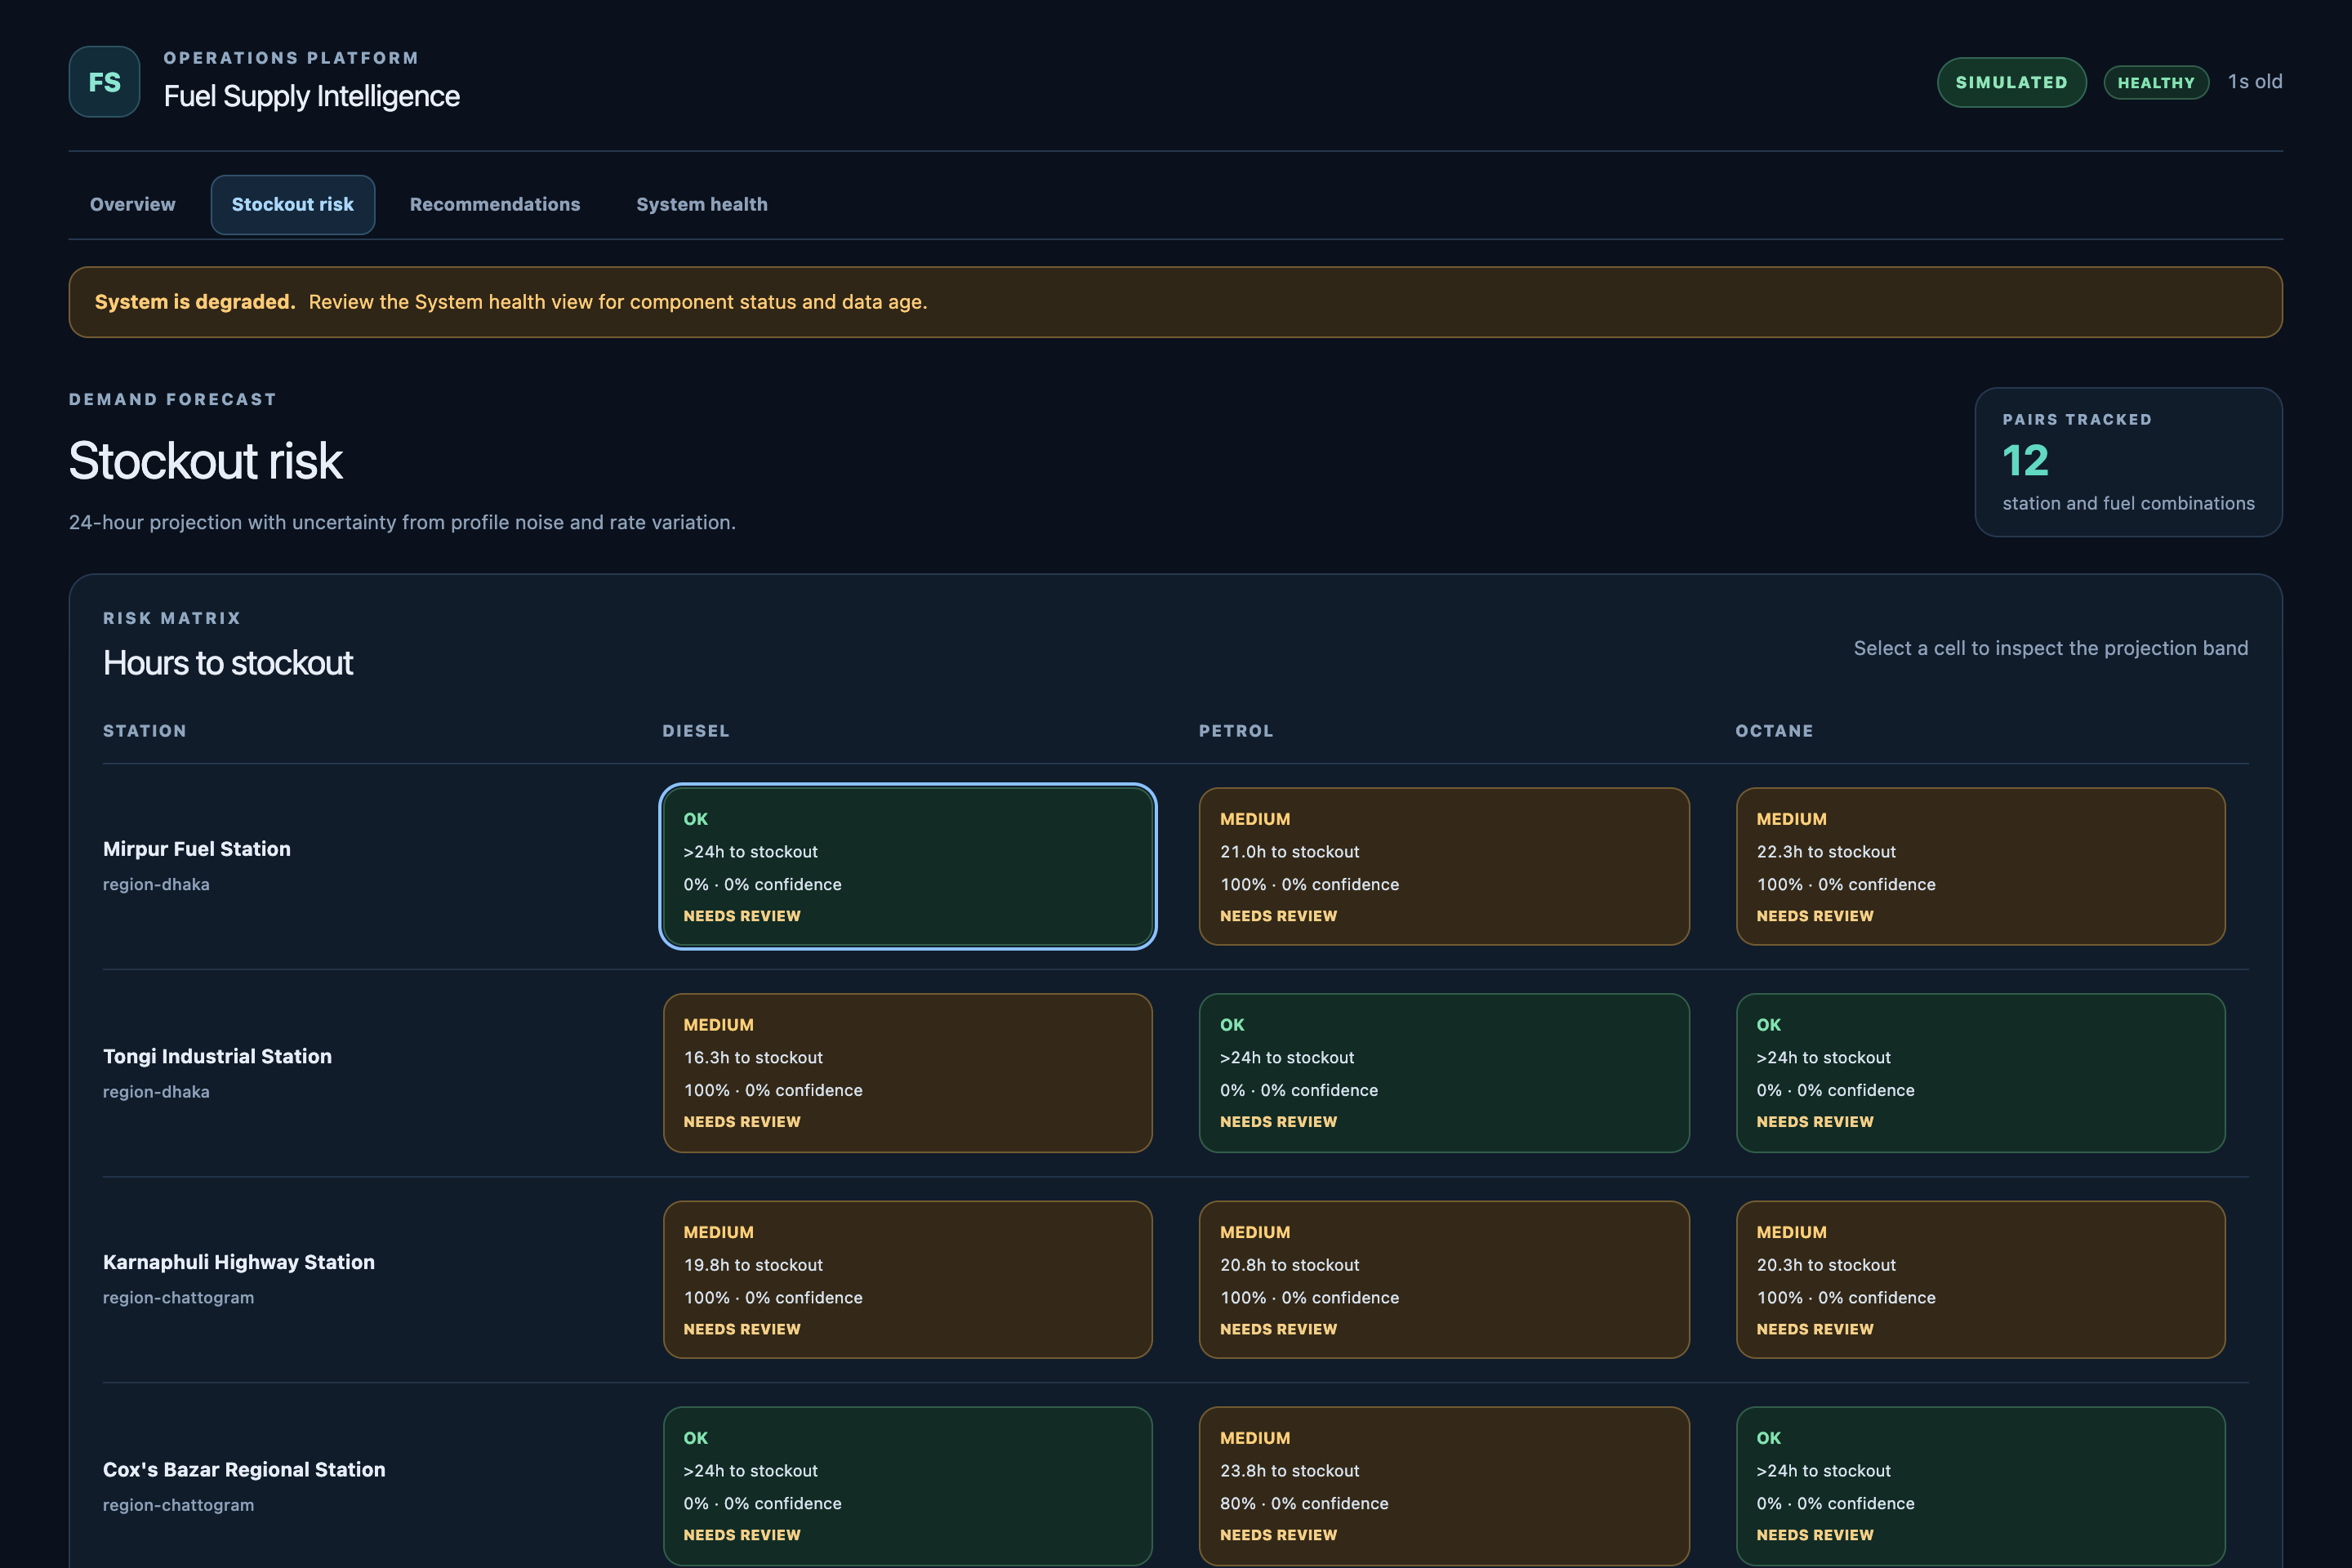 FS
OPERATIONS PLATFORM
Fuel Supply Intelligence
SIMULATED
HEALTHY
1s old
Overview
Stockout risk
Recommendations
System health
System is degraded. Review the System health view for component status and data age.
DEMAND FORECAST
Stockout risk
24-hour projection with uncertainty from profile noise and rate variation.
PAIRS TRACKED
12
station and fuel combinations
RISK MATRIX
Hours to stockout
Select a cell to inspect the projection band
STATION
DIESEL
PETROL
OCTANE
Mirpur Fuel Station
region-dhaka
OK
>24h to stockout
0% · 0% confidence
NEEDS REVIEW
MEDIUM
21.0h to stockout
100% · 0% confidence
NEEDS REVIEW
MEDIUM
22.3h to stockout
100% · 0% confidence
NEEDS REVIEW
Tongi Industrial Station
region-dhaka
MEDIUM
16.3h to stockout
100% · 0% confidence
NEEDS REVIEW
OK
>24h to stockout
0% · 0% confidence
NEEDS REVIEW
OK
>24h to stockout
0% · 0% confidence
NEEDS REVIEW
Karnaphuli Highway Station
region-chattogram
MEDIUM
19.8h to stockout
100% · 0% confidence
NEEDS REVIEW
MEDIUM
20.8h to stockout
100% · 0% confidence
NEEDS REVIEW
MEDIUM
20.3h to stockout
100% · 0% confidence
NEEDS REVIEW
Cox's Bazar Regional Station
region-chattogram
OK
>24h to stockout
0% · 0% confidence
NEEDS REVIEW
MEDIUM
23.8h to stockout
80% · 0% confidence
NEEDS REVIEW
OK
>24h to stockout
0% · 0% confidence
NEEDS REVIEW